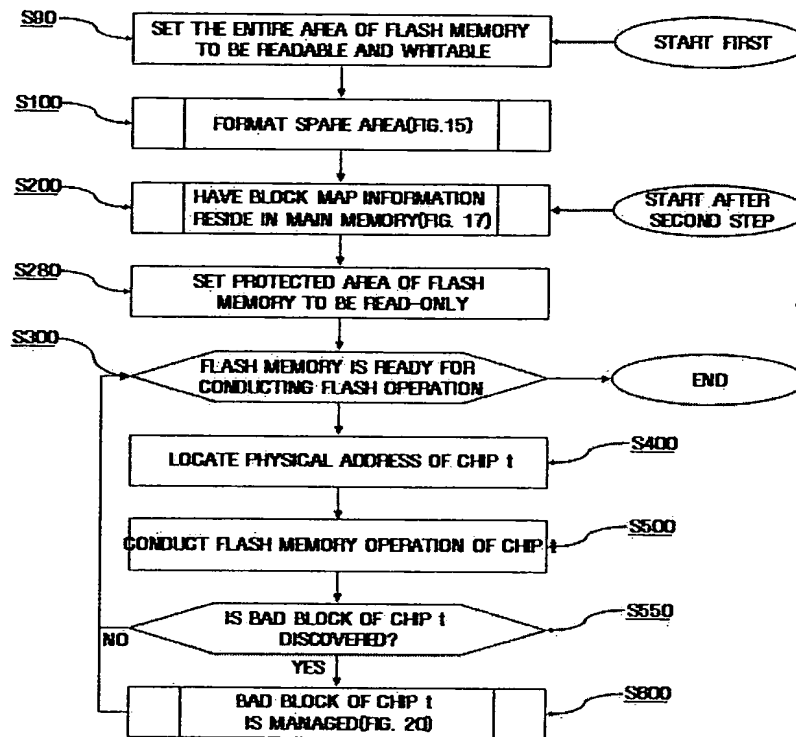 S90
SET THE ENTIRE AREA OF FLASH MEMORY
TO BE READABLE AND WRITABLE
START FIRST
S100
FORMAT SPARE AREA(FIG.15)
S200
HAVE BLOCK MAP INFORMATION
RESIDE IN MAIN MEMORY(FIG. 17)
START AFTER
SECOND STEP
S280
SET PROTECTED AREA OF FLASH
MEMORY TO BE READ-ONLY
S300
FLASH MEMORY IS READY FOR
CONDUCTING FLASH OPERATION
END
LOCATE PHYSICAL ADDRESS OF CHIP t
S400
CONDUCT FLASH MEMORY OPERATION OF CHIP t
S500
IS BAD BLOCK OF CHIP t
DISCOVERED?
S550
NO
YES
BAD BLOCK OF CHIP t
IS MANAGED(FIG. 20)
S600